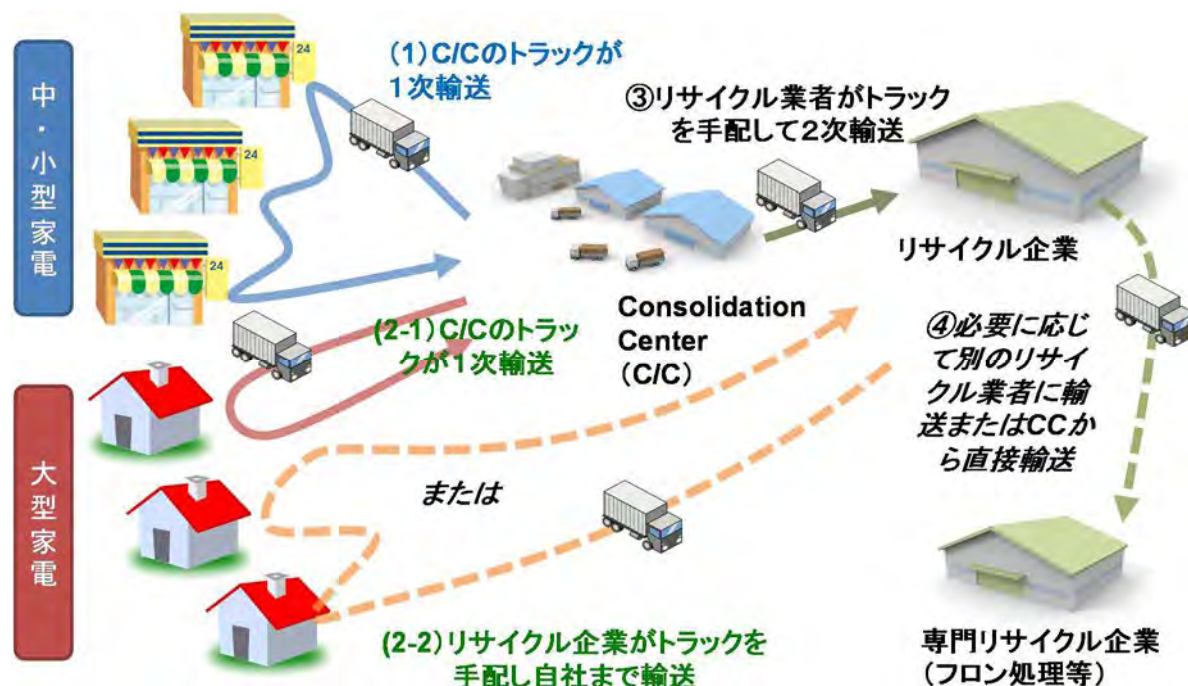 中・小型家電
24
24
24
(1)C/Cのトラックが
1次輸送
③リサイクル業者がトラック
を手配して2次輸送
リサイクル企業
Consolidation
Center
(C/C)
(2-1)C/Cのトラッ
クが1次輸送
④必要に応じ
て別のリサイ
クル業者に輸
送またはCCか
ら直接輸送
大型家電
または
(2-2)リサイクル企業がトラックを
手配し自社まで輸送
専門リサイクル企業
(フロン処理等)